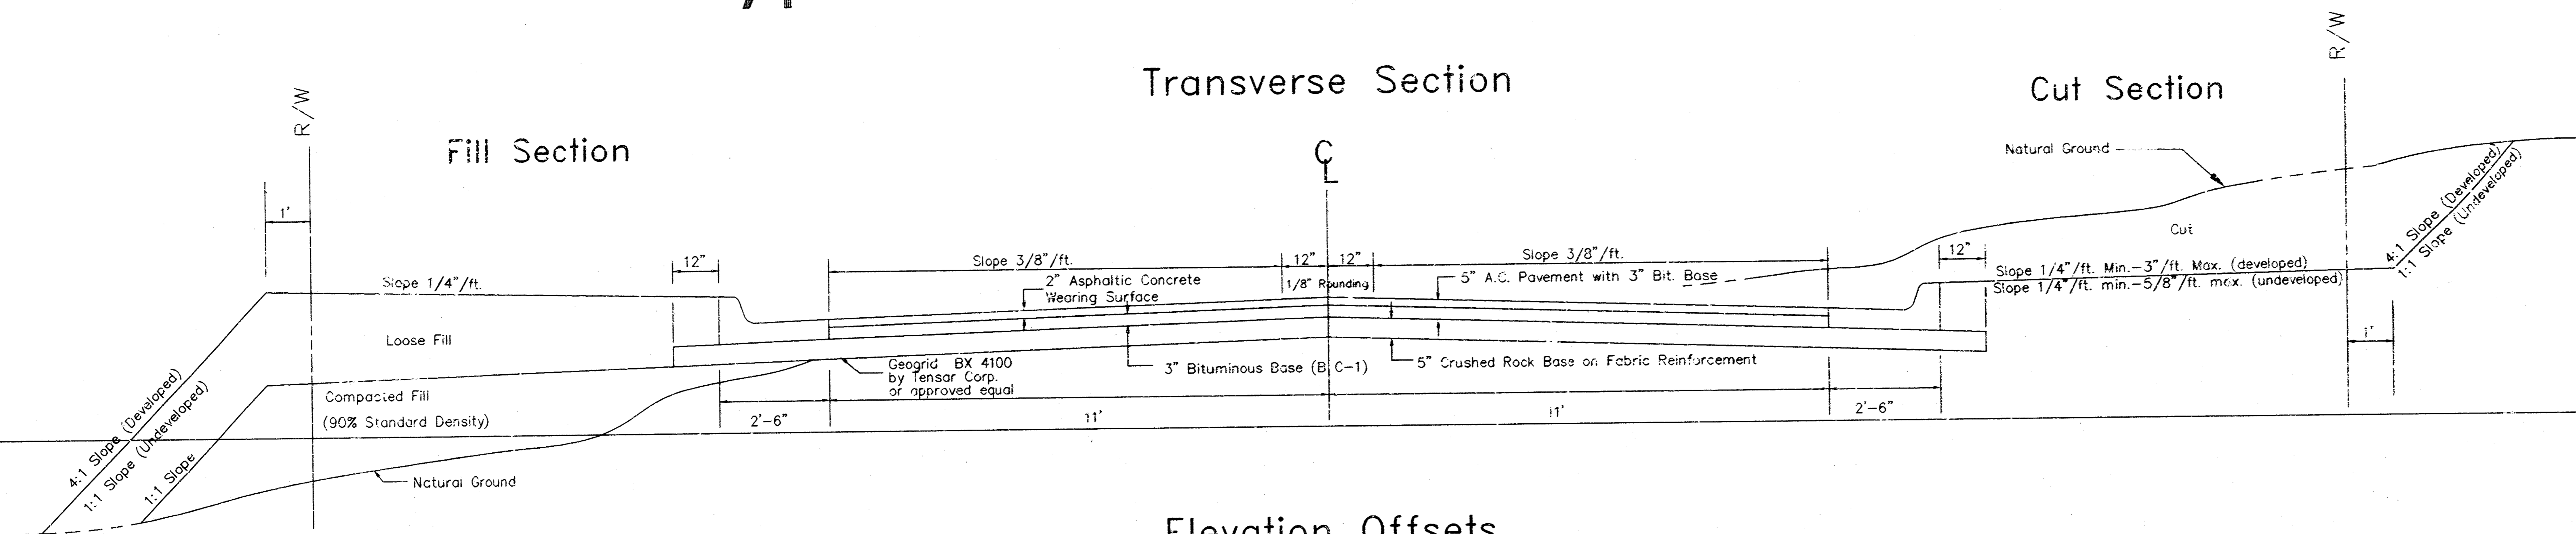 Transverse Section
Cut Section
Fill Section
R/W
R/W
CL
Natural Ground
4:1 Slope (Developed)
1:1 Slope (Undeveloped)
1'
12"
Slope 1/4"/ft.
Slope 3/8"/ft.
12"
12"
Slope 3/8"/ft.
12"
Cut
2" Asphaltic Concrete
Wearing Surface
1/8" Rounding
5" A.C. Pavement with 3" Bit. Base
Slope 1/4"/ft. Min.-3"/ft. Max. (developed)
Slope 1/4"/ft. min.-5/8"/ft. max. (undeveloped)
1'
Loose Fill
Geogrid BX 4100
by Tensar Corp.
or approved equal
3" Bituminous Base (B C-1)
5" Crushed Rock Base on Fabric Reinforcement
Compacted Fill
(90% Standard Density)
2'-6"
11'
11'
2'-6"
4:1 Slope (Developed)
1:1 Slope (Undeveloped)
1:1 Slope
Natural Ground
Elevation Offsets